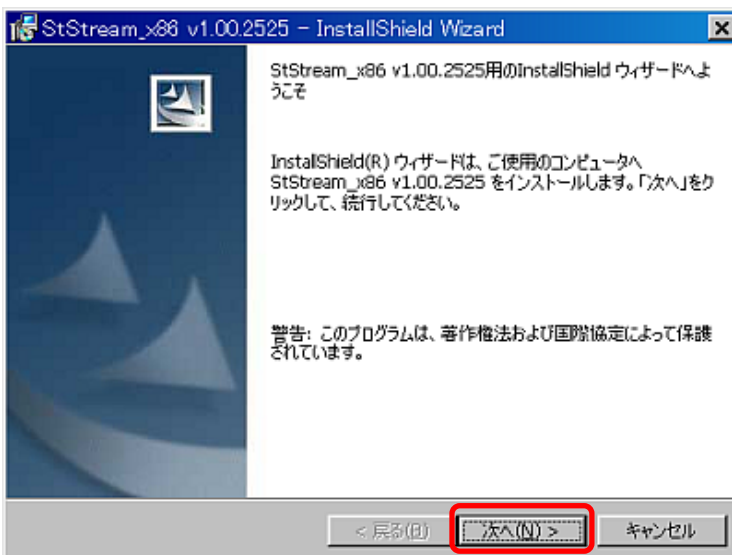 StStream_x86 v1.00.2525 - InstallShield Wizard
StStream_x86 v1.00.2525用のInstallShield ウィザードへよ
うこそ
InstallShield(R) ウィザードは、ご使用のコンピュータへ
StStream_x86 v1.00.2525 をインストールします。「次へ」をク
リックして、続行してください。
警告: このプログラムは、著作権法および国際協定によって保護
されています。
< 戻る(B)
次へ(N) >
キャンセル